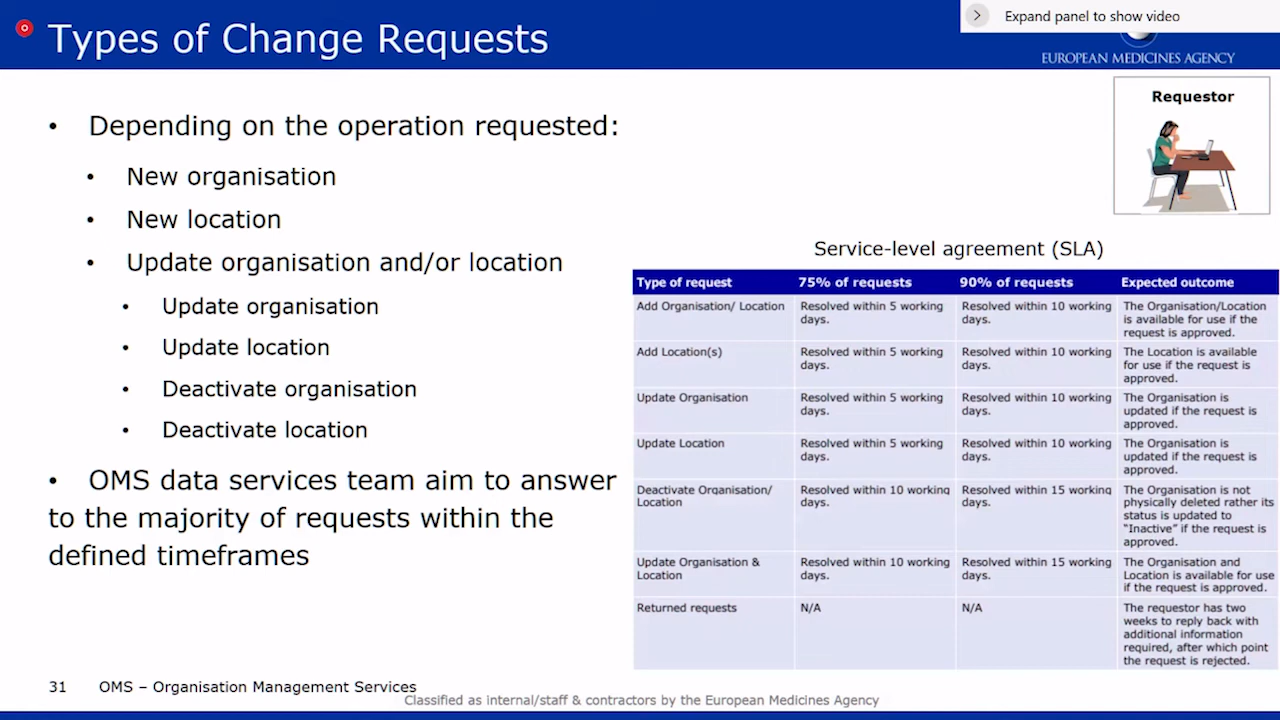 Types of Change Requests
Expand panel to show video
EUROPEAN MEDICINES AGENCY
Requestor
• Depending on the operation requested:
• New organisation
• New location
• Update organisation and/or location
• Update organisation
• Update location
• Deactivate organisation
• Deactivate location
• OMS data services team aim to answer
to the majority of requests within the
defined timeframes
Service-level agreement (SLA)
Type of request 75% of requests 90% of requests Expected outcome
Add Organisation/ Location Resolved within 5 working Resolved within 10 working The Organisation/Location
days. days. is available for use if the
request is approved.
Add Location(s) Resolved within 5 working Resolved within 10 working The Location is available
days. days. for use if the request is
approved.
Update Organisation Resolved within 5 working Resolved within 10 working The Organisation is
days. days. updated if the request is
approved.
Update Location Resolved within 5 working Resolved within 10 working The Organisation is
days. days. updated if the request is
approved.
Deactivate Organisation/ Resolved within 10 working Resolved within 15 working The Organisation is not
Location days. days. physically deleted rather its
status is updated to
“Inactive” if the request is
approved.
Update Organisation & Resolved within 10 working Resolved within 15 working The Organisation and
Location days. days. Location is available for use
if the request is approved.
Returned requests N/A N/A The requestor has two
weeks to reply back with
additional information
required, after which point
the request is rejected.
31 OMS – Organisation Management Services
Classified as internal/staff & contractors by the European Medicines Agency